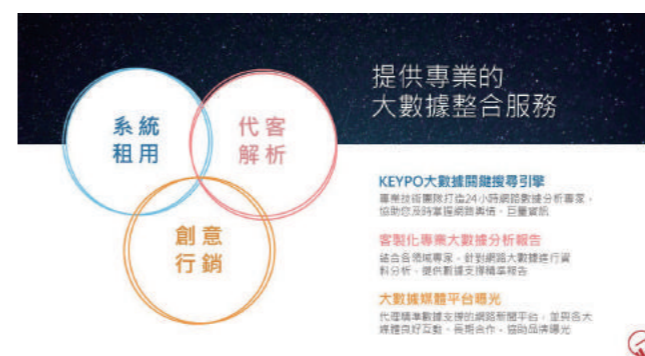 提供專業的
大數據整合服務
系統
租用
代客
解析
創意
行銷
KEYPO大數據關鍵搜尋引擎
專業技術團隊打造24小時網路數據分析專家，
協助您及時掌握網路輿情、巨量資訊
客製化專業大數據分析報告
結合各領域專家，針對網路大數據進行資
料分析，提供數據支撐精準報告
大數據媒體平台曝光
代理精準數據支撐的網路新聞平台，並與各大
媒體良好互動、長期合作，協助品牌曝光